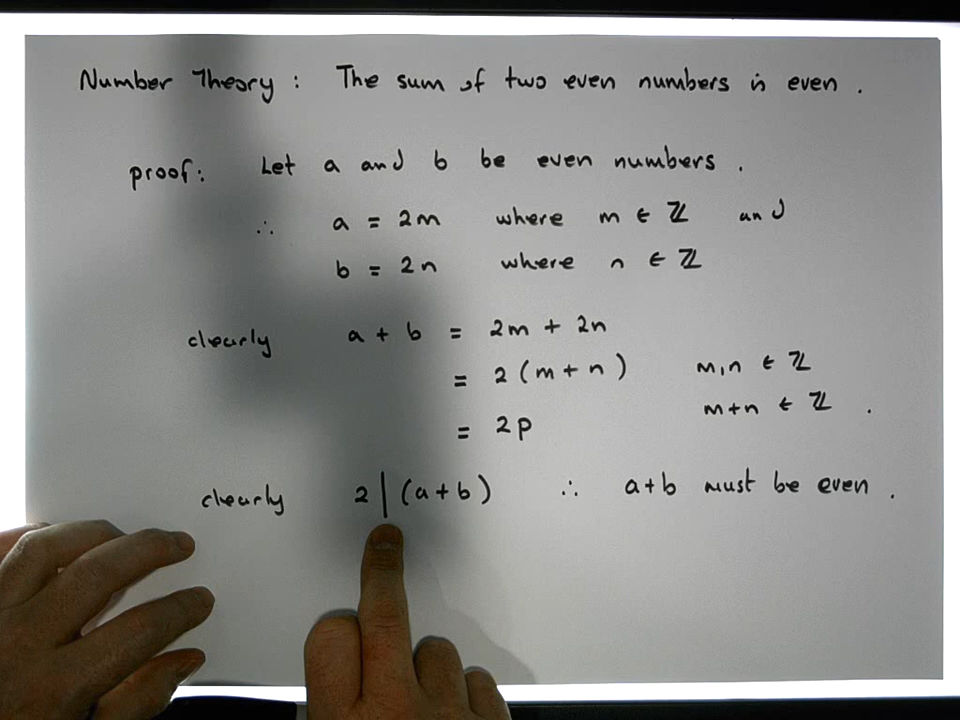 Number Theory : The sum of two even numbers is even .
proof : Let a and b be even numbers .
∴ a = 2m where m ∈ ℤ and
b = 2n where n ∈ ℤ
clearly a + b = 2m + 2n
= 2 (m + n) m,n ∈ ℤ
= 2p m+n ∈ ℤ .
clearly 2 | (a+b) ∴ a+b must be even .